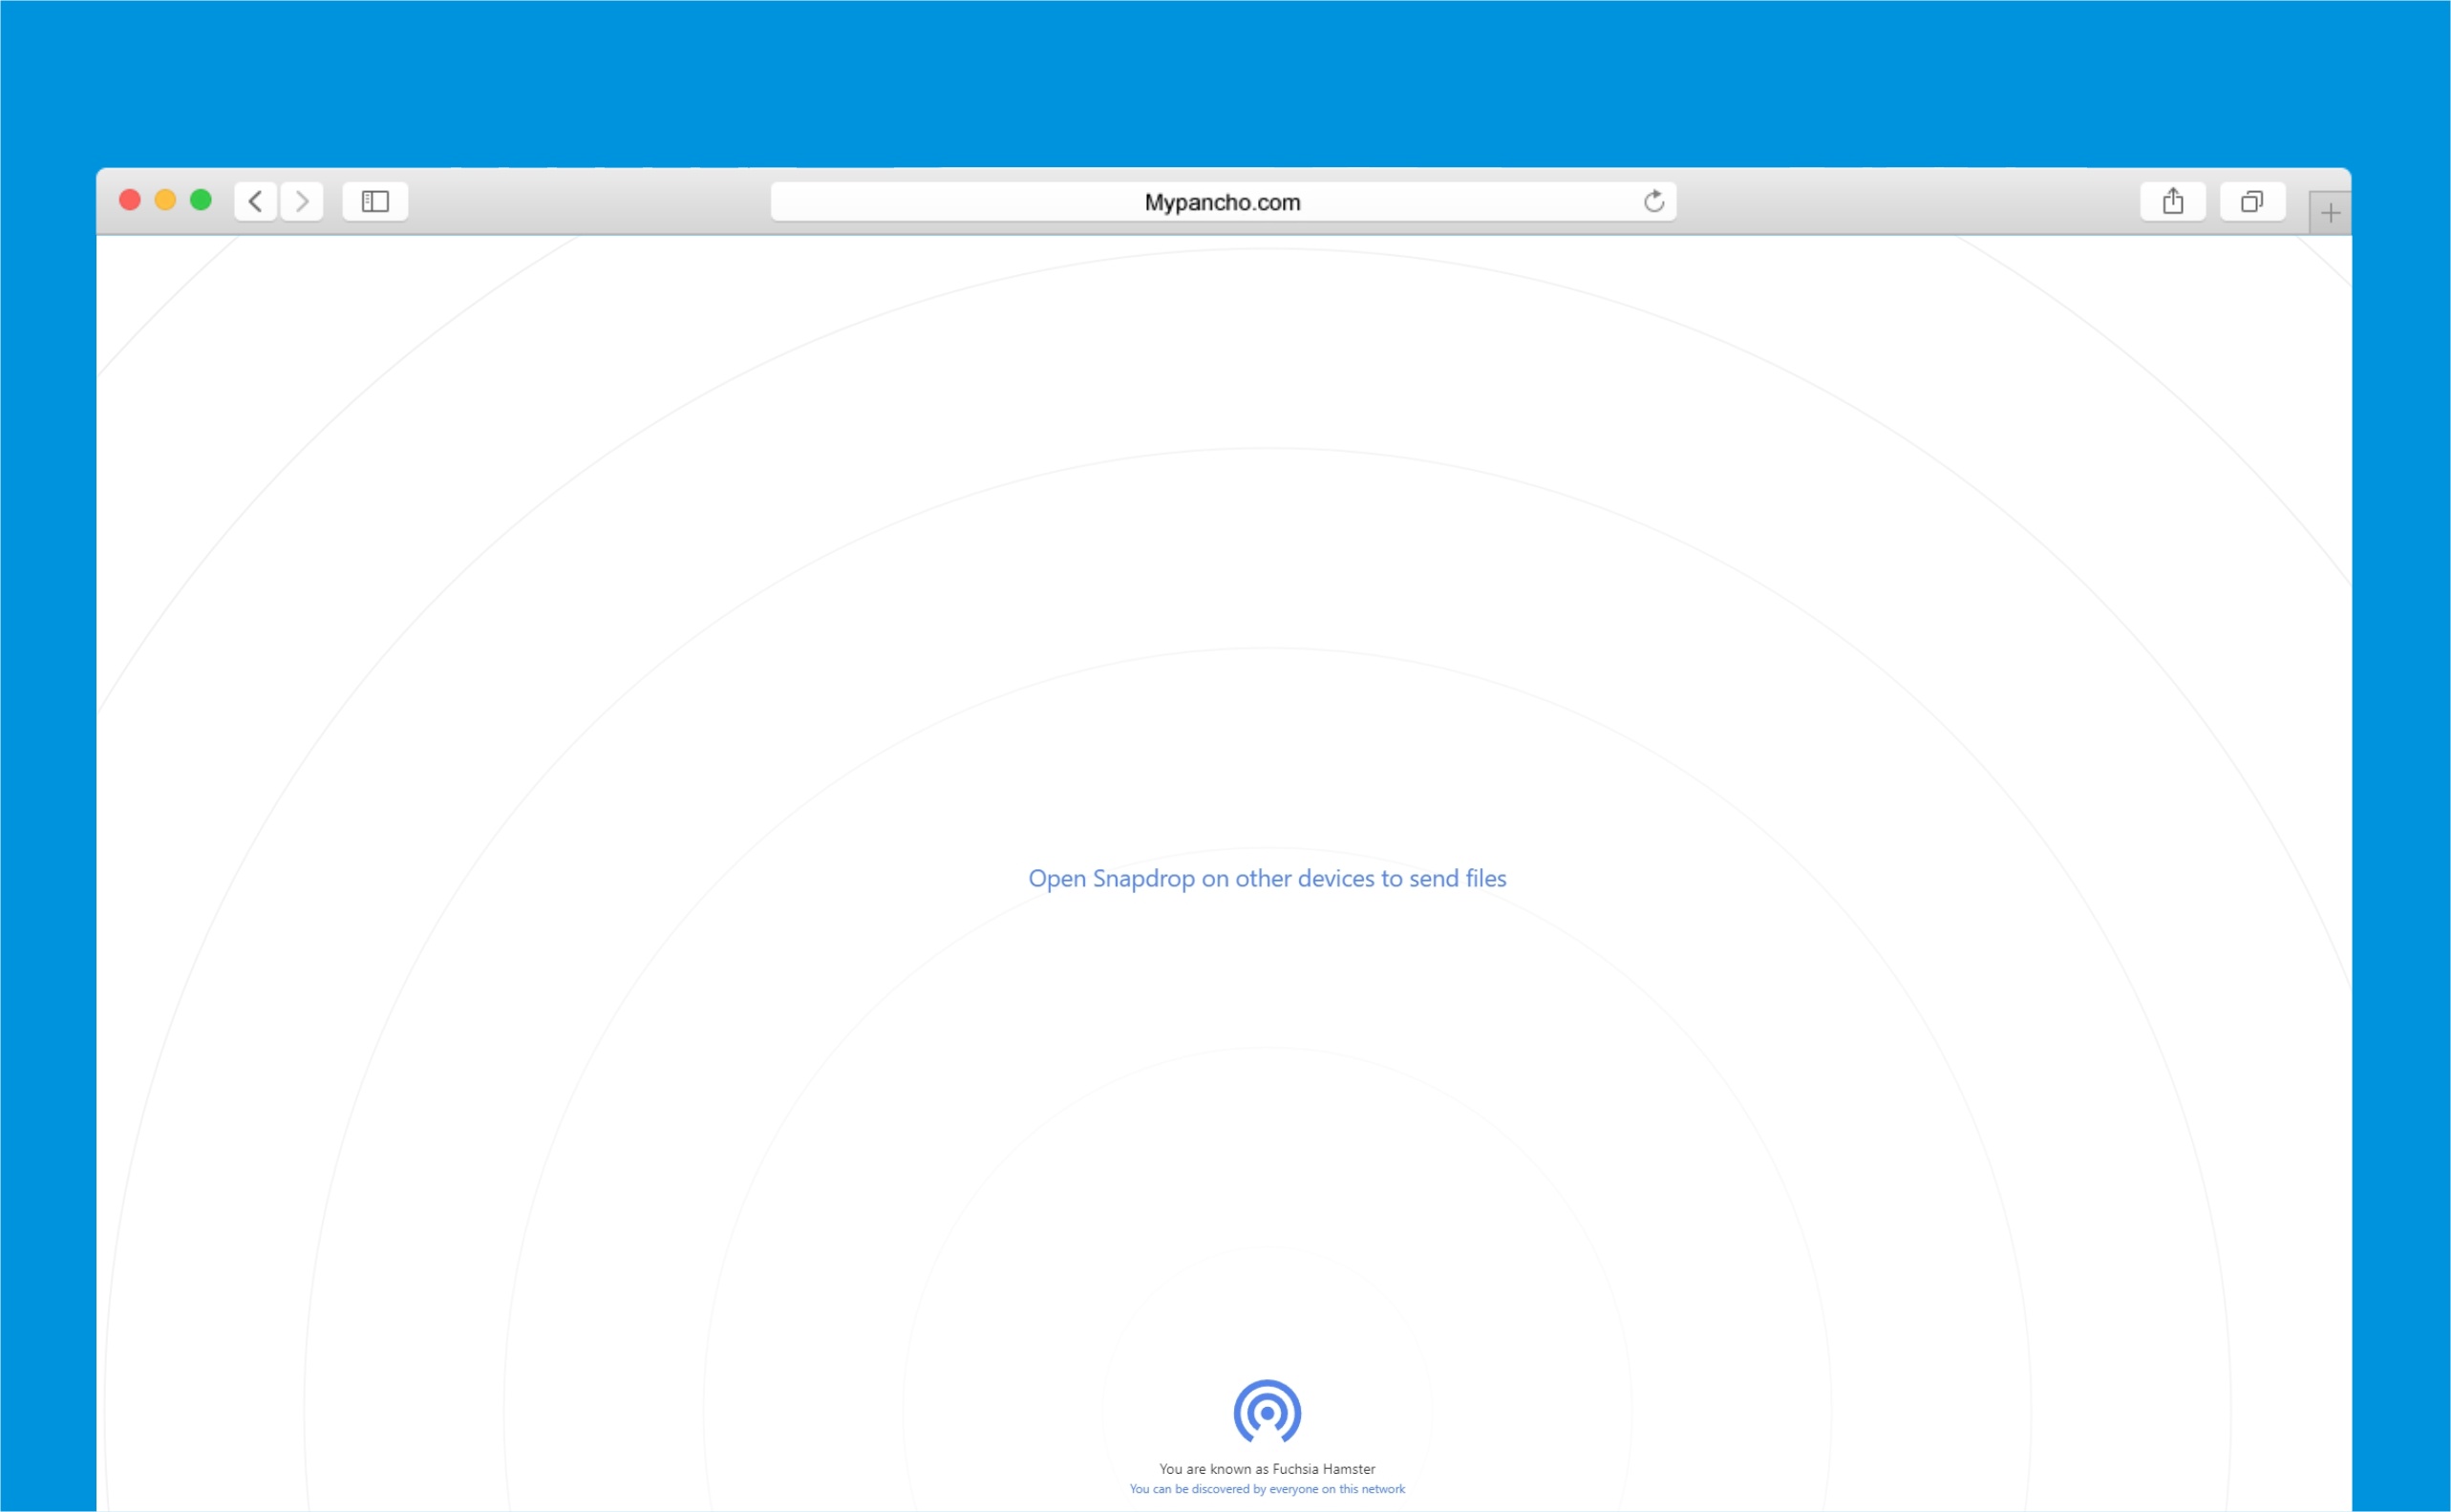 Mypancho.com
Open Snapdrop on other devices to send files
You are known as Fuchsia Hamster
You can be discovered by everyone on this network